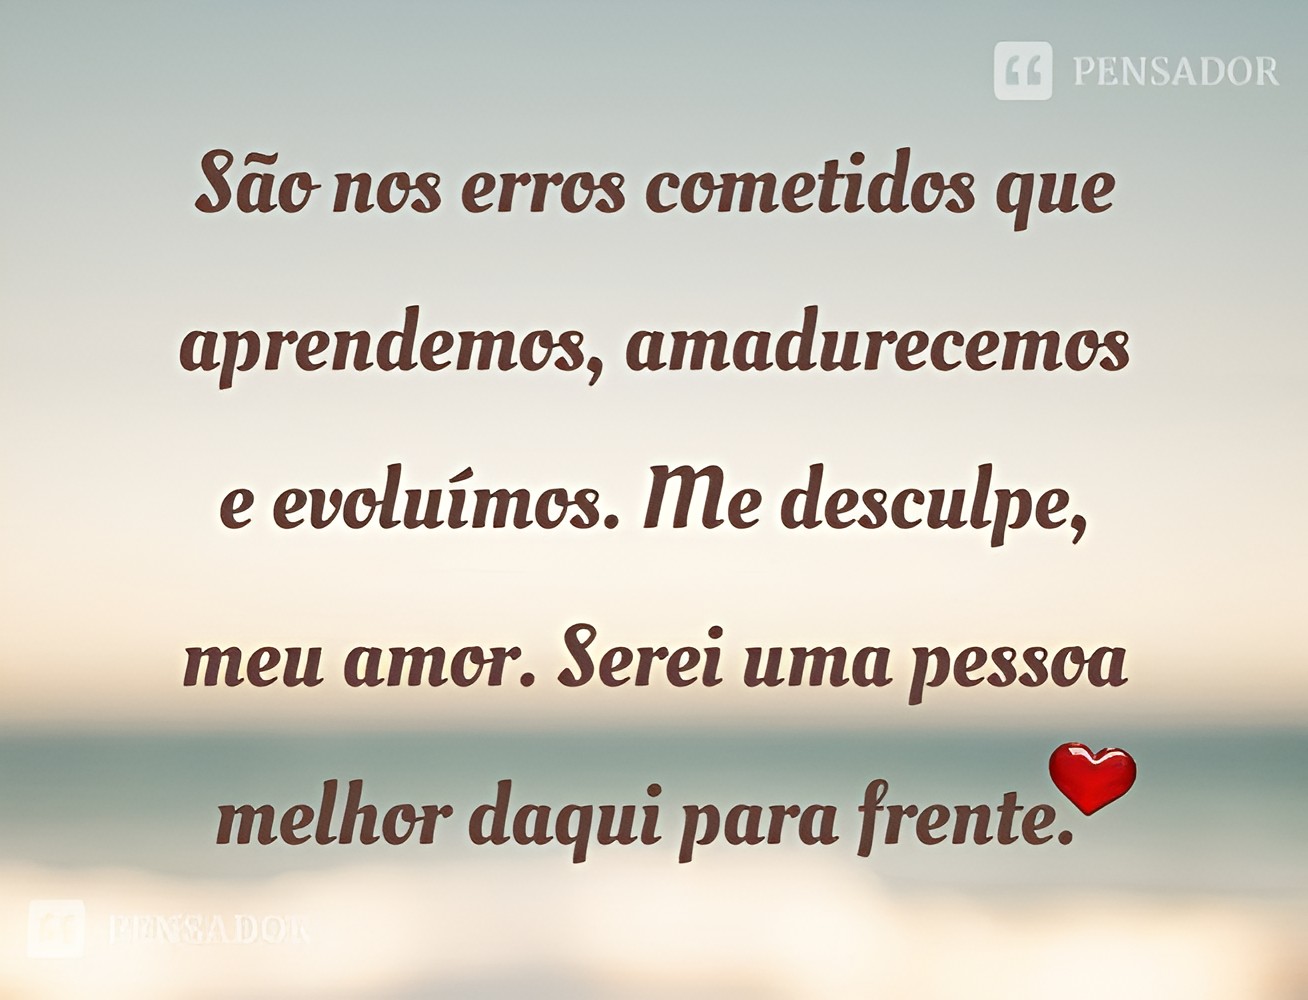 PENSADOR
São nos erros cometidos que
aprendemos, amadurecemos
e evoluímos. Me desculpe,
meu amor. Serei uma pessoa
melhor daqui para frente.
PENSADOR